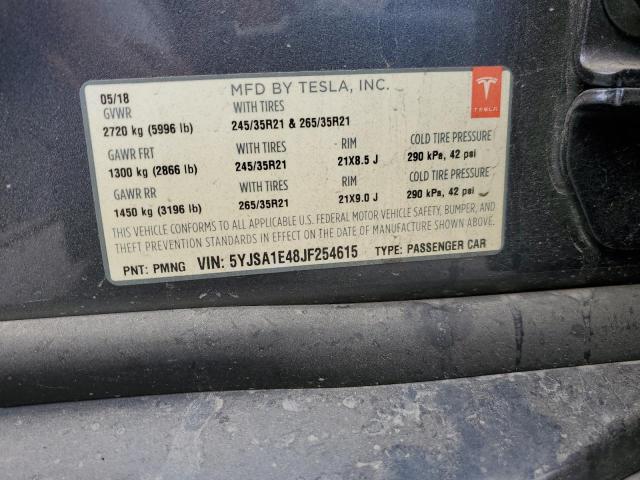 MFD BY TESLA, INC.
TESLA
05/18
GVWR WITH TIRES
2720 kg (5996 lb) 245/35R21 & 265/35R21
GAWR FRT WITH TIRES RIM COLD TIRE PRESSURE
1300 kg (2866 lb) 245/35R21 21X8.5 J 290 kPa, 42 psi
GAWR RR WITH TIRES RIM COLD TIRE PRESSURE
1450 kg (3196 lb) 265/35R21 21X9.0 J 290 kPa, 42 psi
THIS VEHICLE CONFORMS TO ALL APPLICABLE U.S. FEDERAL MOTOR VEHICLE SAFETY, BUMPER, AND
THEFT PREVENTION STANDARDS IN EFFECT ON THE DATE OF MANUFACTURE SHOWN ABOVE.
PNT: PMNG VIN: 5YJSA1E48JF254615 TYPE: PASSENGER CAR